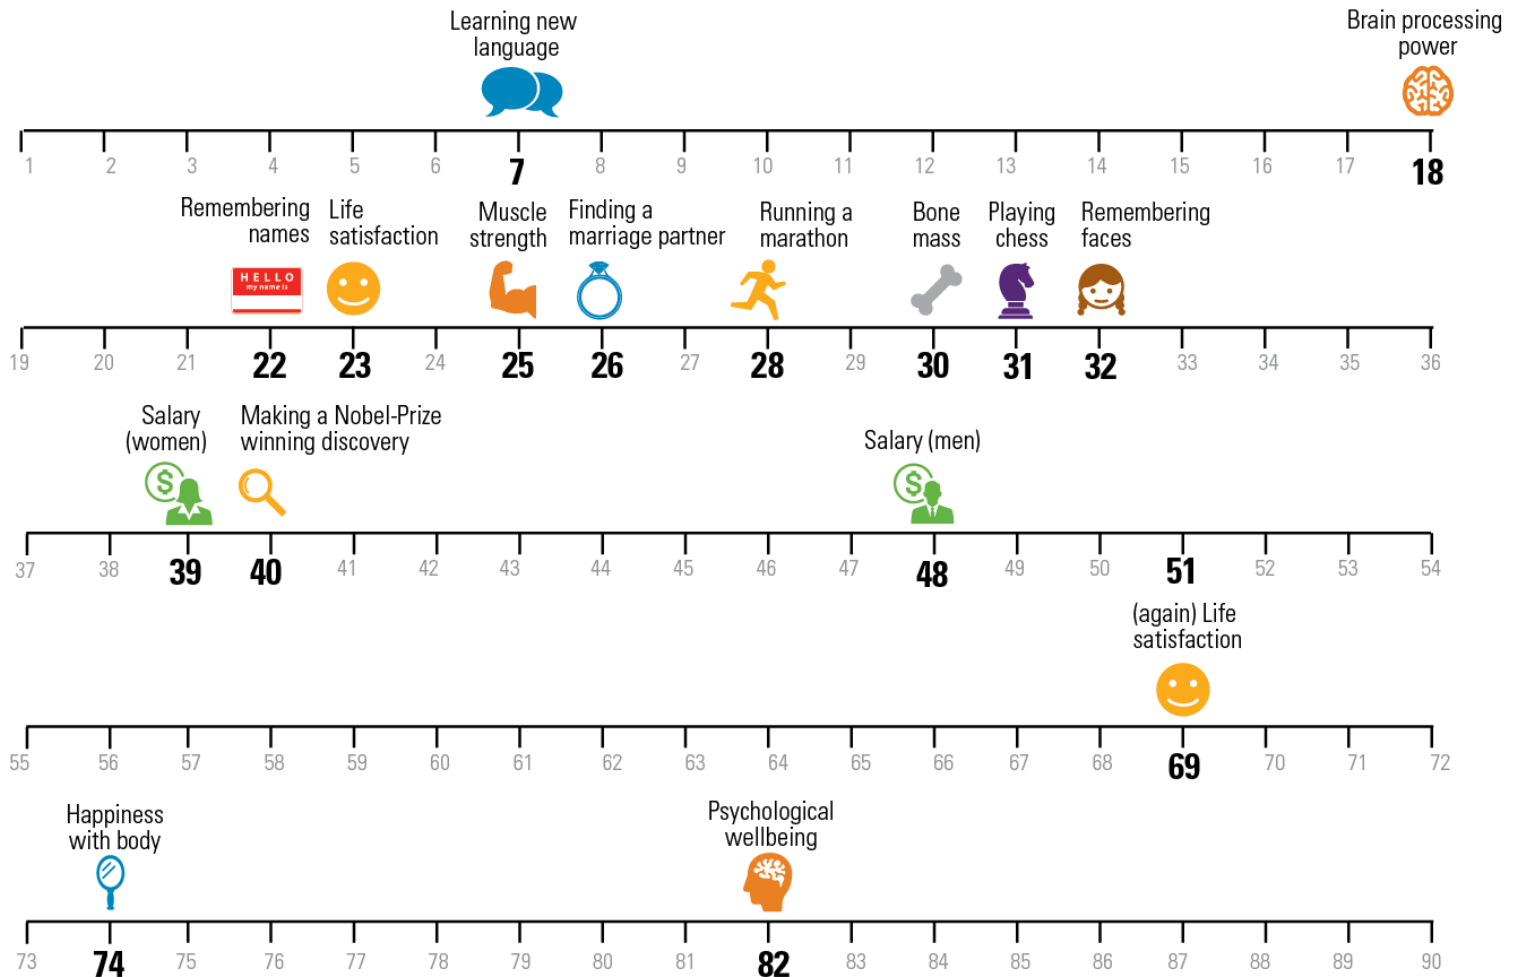 Learning new
language
Brain processing
power
1 2 3 4 5 6 7 8 9 10 11 12 13 14 15 16 17 18
Remembering
names
Life
satisfaction
Muscle
strength
Finding a
marriage partner
Running a
marathon
Bone
mass
Playing
chess
Remembering
faces
HELLO
my name is
19 20 21 22 23 24 25 26 27 28 29 30 31 32 33 34 35 36
Salary
(women)
Making a Nobel-Prize
winning discovery
Salary (men)
$
$
37 38 39 40 41 42 43 44 45 46 47 48 49 50 51 52 53 54
(again) Life
satisfaction
55 56 57 58 59 60 61 62 63 64 65 66 67 68 69 70 71 72
Happiness
with body
Psychological
wellbeing
73 74 75 76 77 78 79 80 81 82 83 84 85 86 87 88 89 90